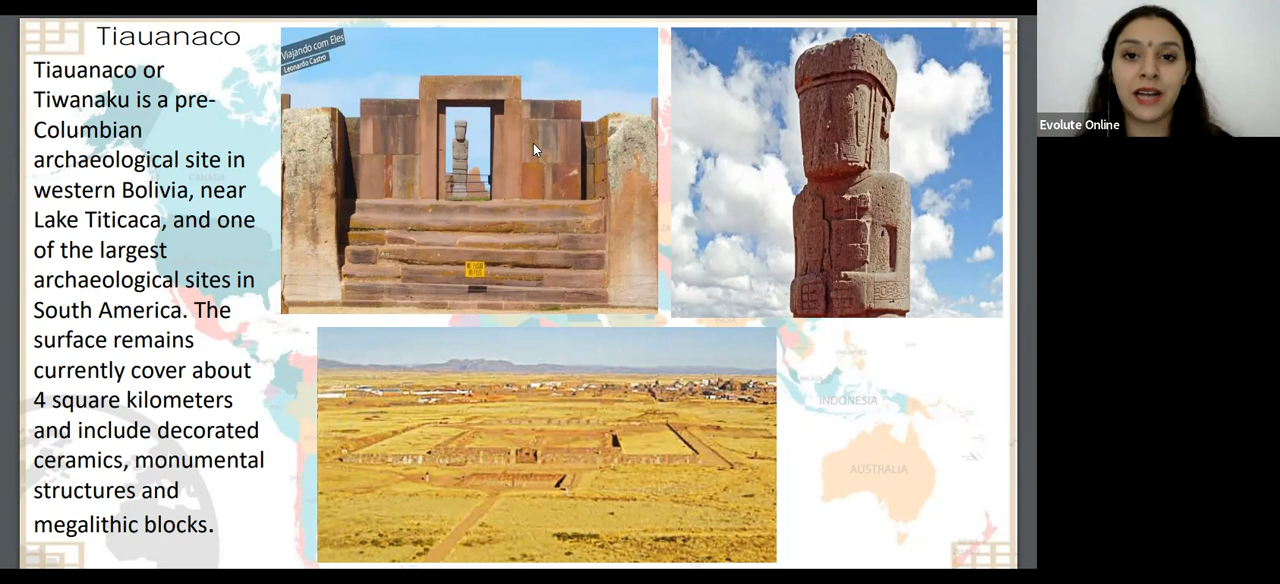 Tiauanaco
Tiauanaco or
Tiwanaku is a pre-
Columbian
archaeological site in
western Bolivia, near
Lake Titicaca, and one
of the largest
archaeological sites in
South America. The
surface remains
currently cover about
4 square kilometers
and include decorated
ceramics, monumental
structures and
megalithic blocks.
Viajando com Eles
Leonardo Castro
Evolute Online
CANADA
INDONESIA
AUSTRALIA